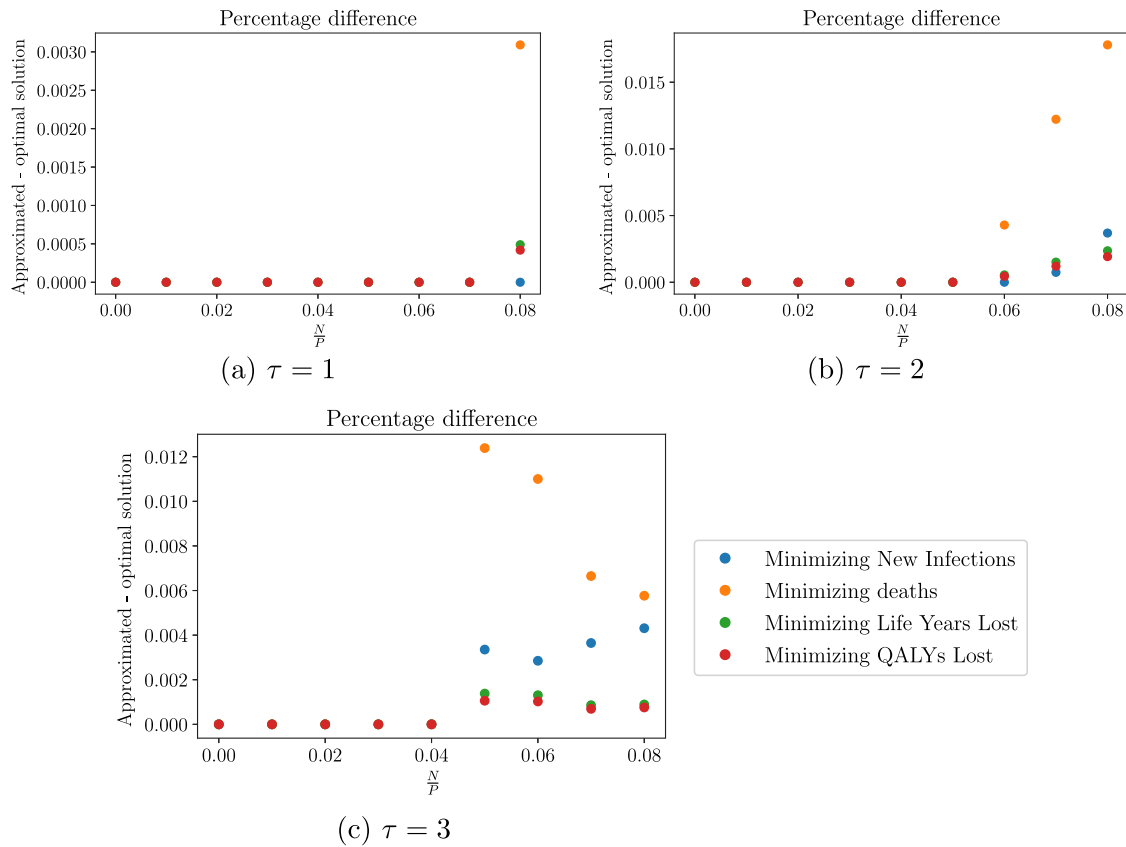 Percentage difference
Approximated - optimal solution
0.0030
0.0025
0.0020
0.0015
0.0010
0.0005
0.0000
0.00 0.02 0.04 0.06 0.08
N/P
(a) τ = 1
Percentage difference
Approximated - optimal solution
0.015
0.010
0.005
0.000
0.00 0.02 0.04 0.06 0.08
N/P
(b) τ = 2
Percentage difference
Approximated - optimal solution
0.012
0.010
0.008
0.006
0.004
0.002
0.000
0.00 0.02 0.04 0.06 0.08
N/P
(c) τ = 3
Minimizing New Infections
Minimizing deaths
Minimizing Life Years Lost
Minimizing QALYs Lost